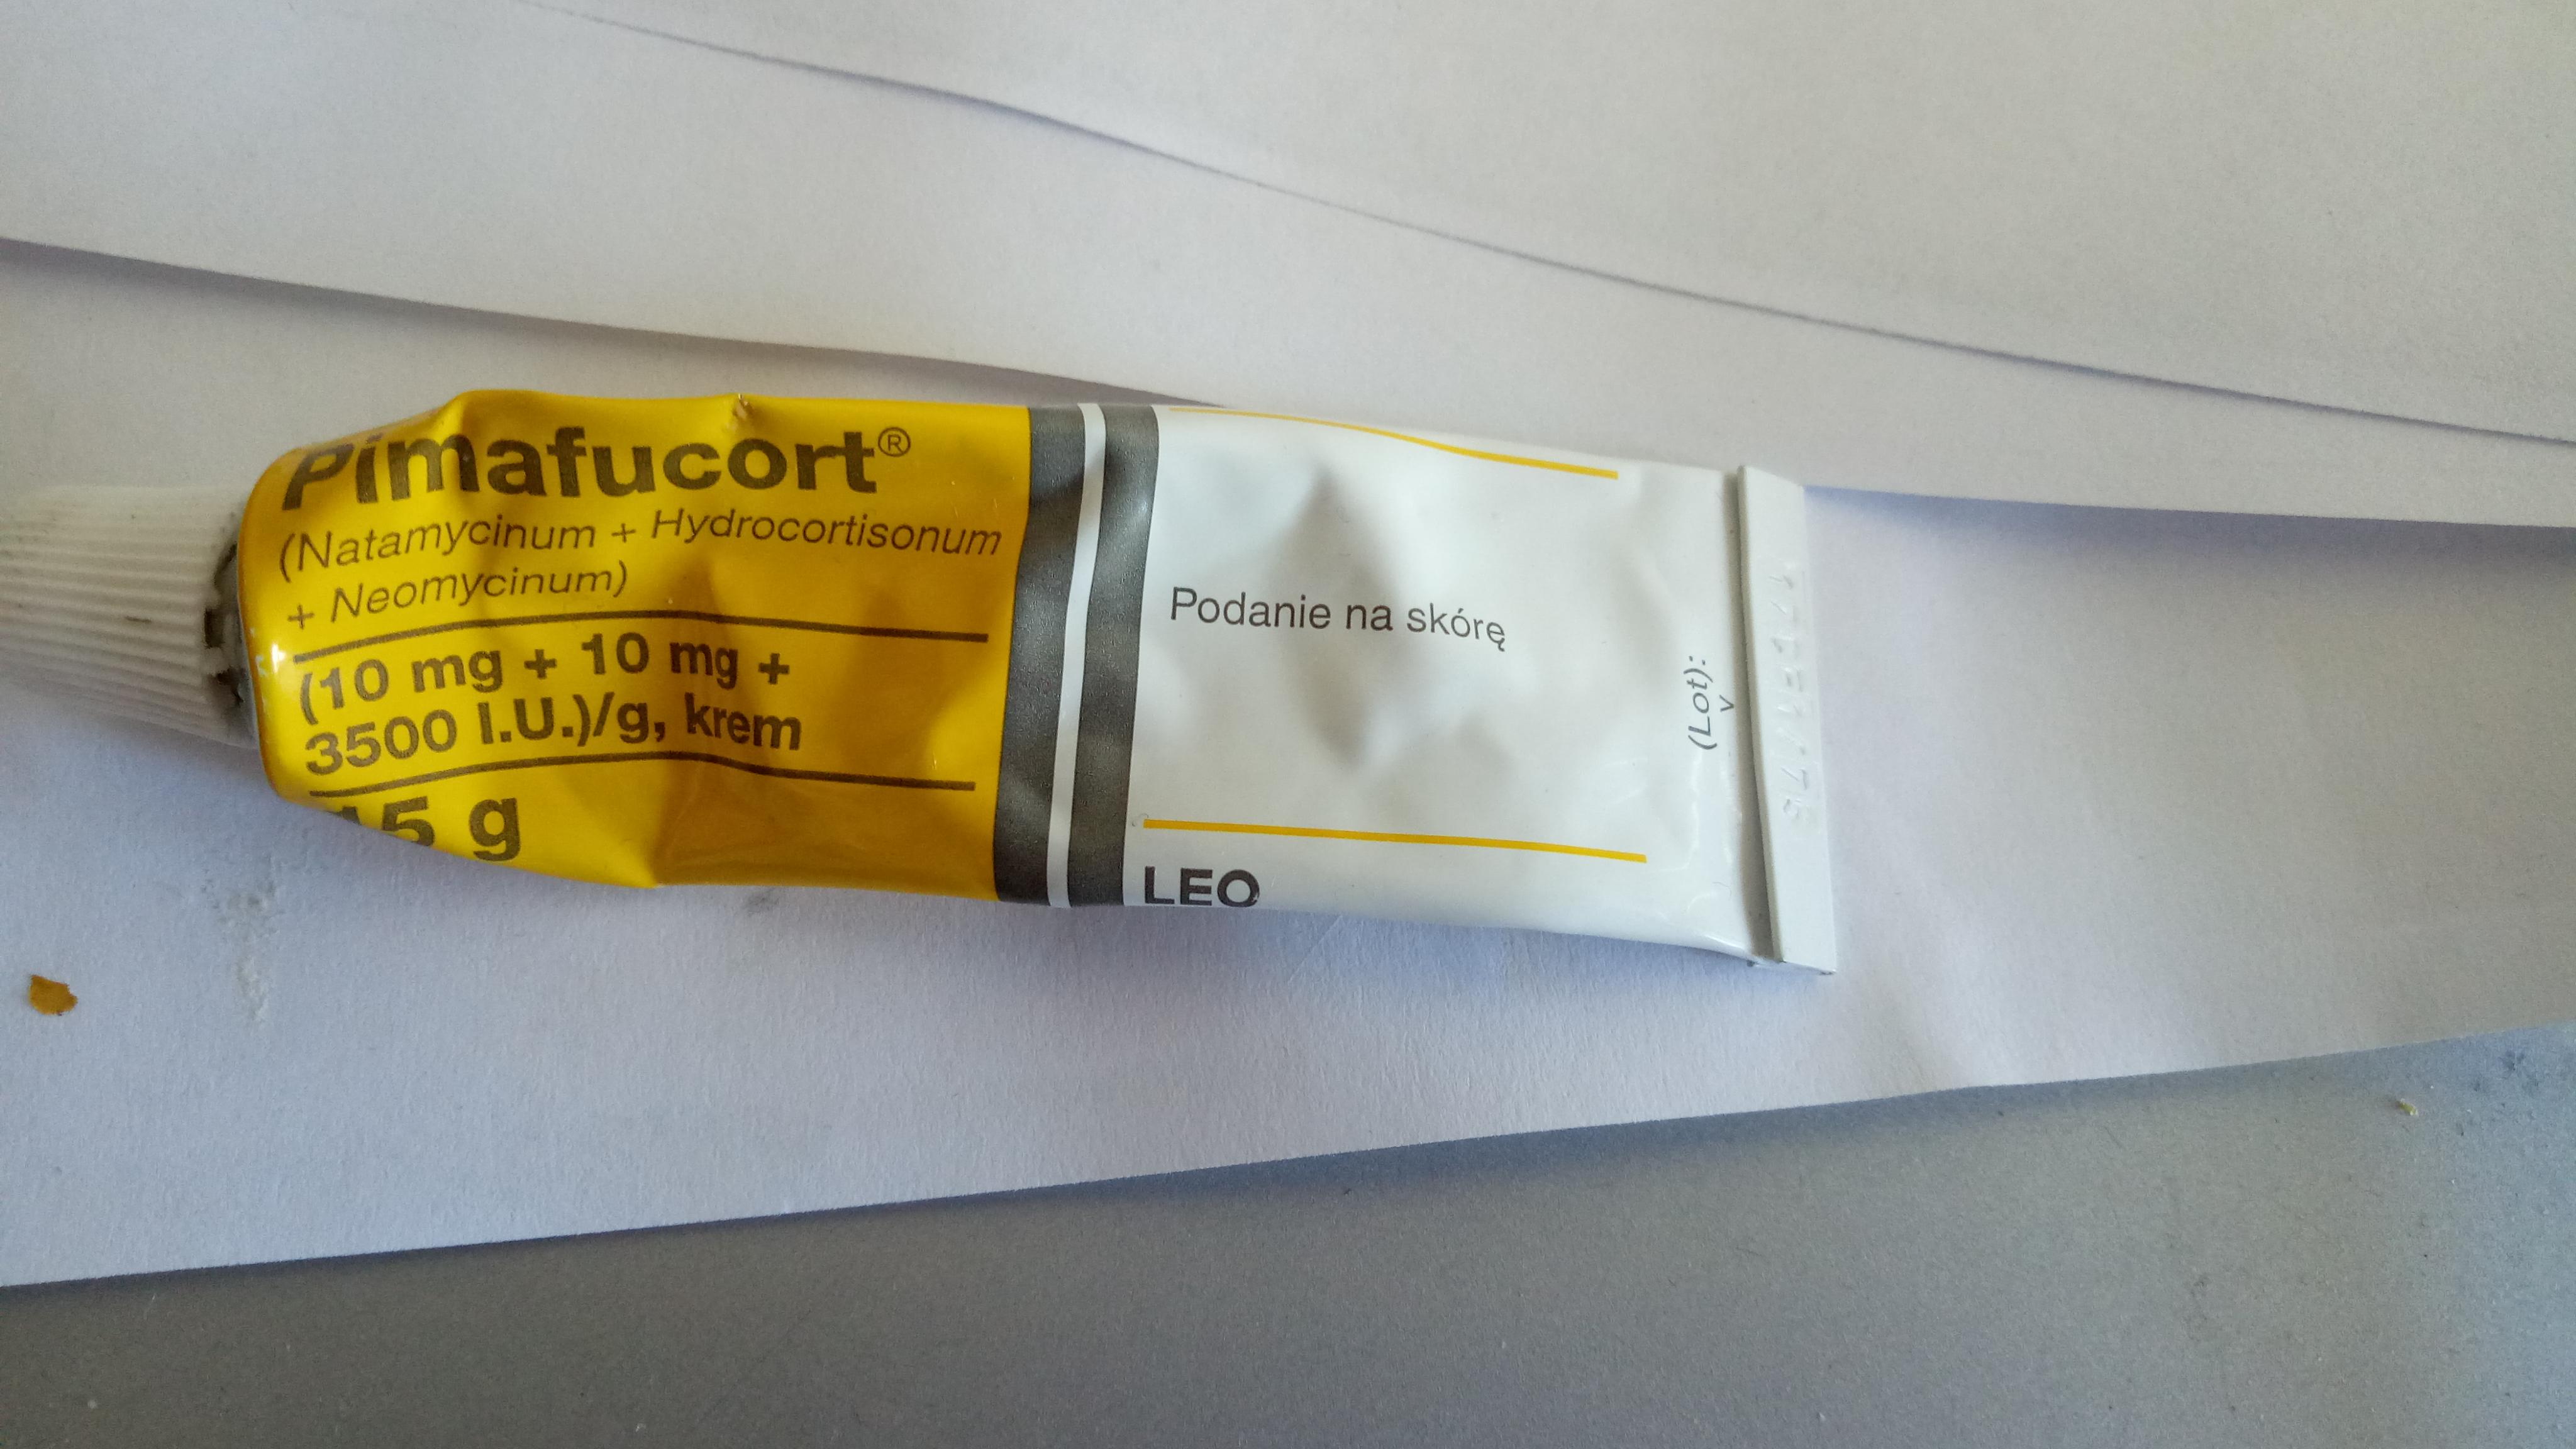 Pimafucort®
(Natamycinum + Hydrocortisonum
+ Neomycinum)
(10 mg + 10 mg +
3500 I.U.)/g, krem
15 g
Podanie na skórę
LEO
(Lot):